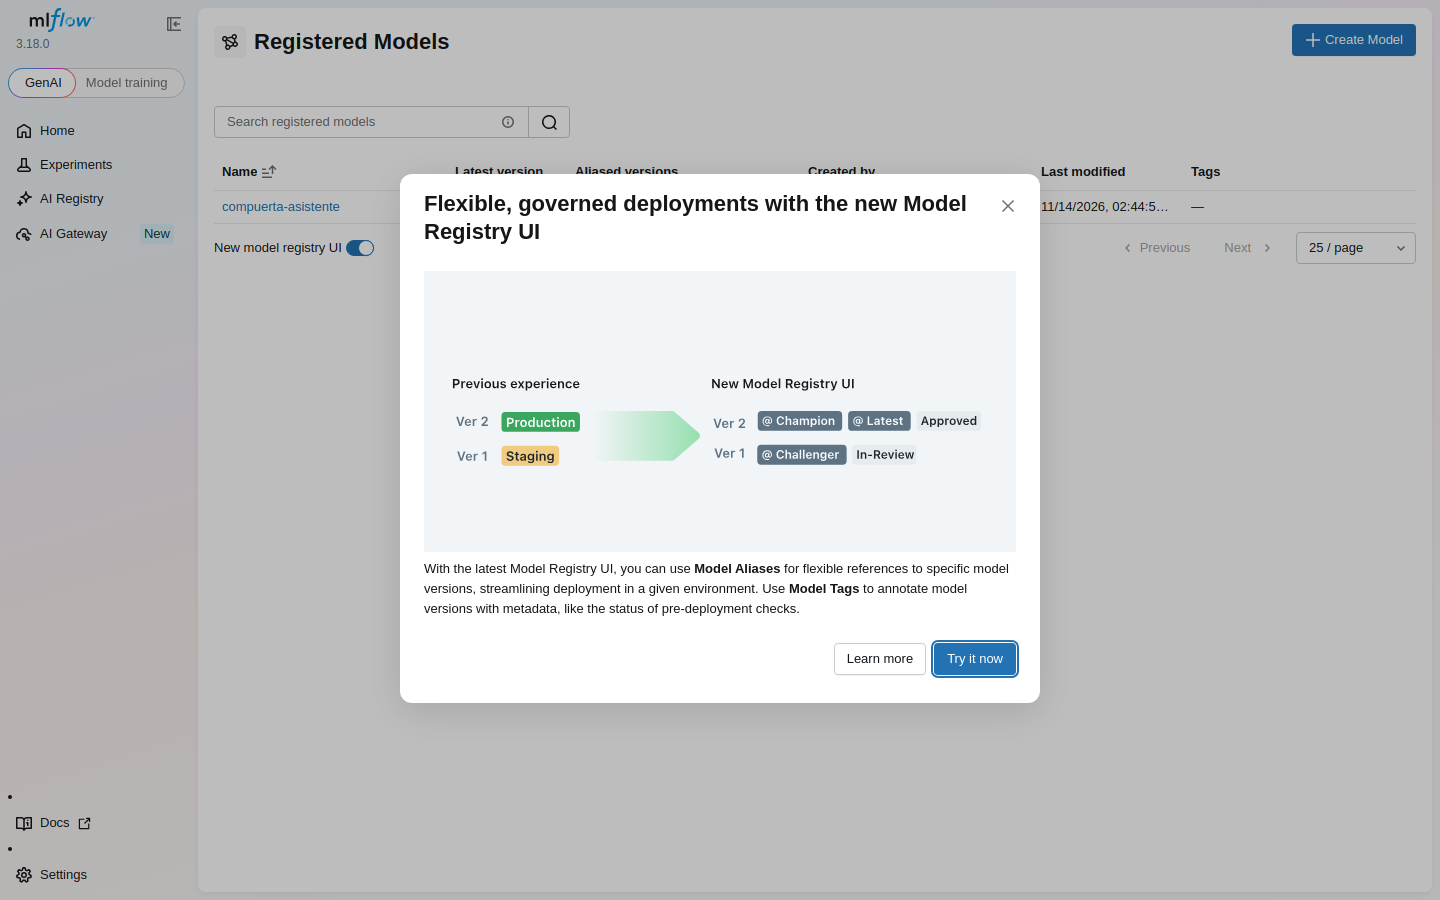 mlflow
3.18.0
GenAI Model training
Home
Experiments
AI Registry
AI Gateway New
Docs
Settings
Registered Models
Create Model
Search registered models
Name Latest version Aliased versions Created by Last modified Tags
compuerta-asistente 11/14/2026, 02:44:5… —
New model registry UI
Previous Next 25 / page
Flexible, governed deployments with the new Model
Registry UI
Previous experience New Model Registry UI
Ver 2 Production Ver 2 @ Champion @ Latest Approved
Ver 1 Staging Ver 1 @ Challenger In-Review
With the latest Model Registry UI, you can use Model Aliases for flexible references to specific model
versions, streamlining deployment in a given environment. Use Model Tags to annotate model
versions with metadata, like the status of pre-deployment checks.
Learn more Try it now